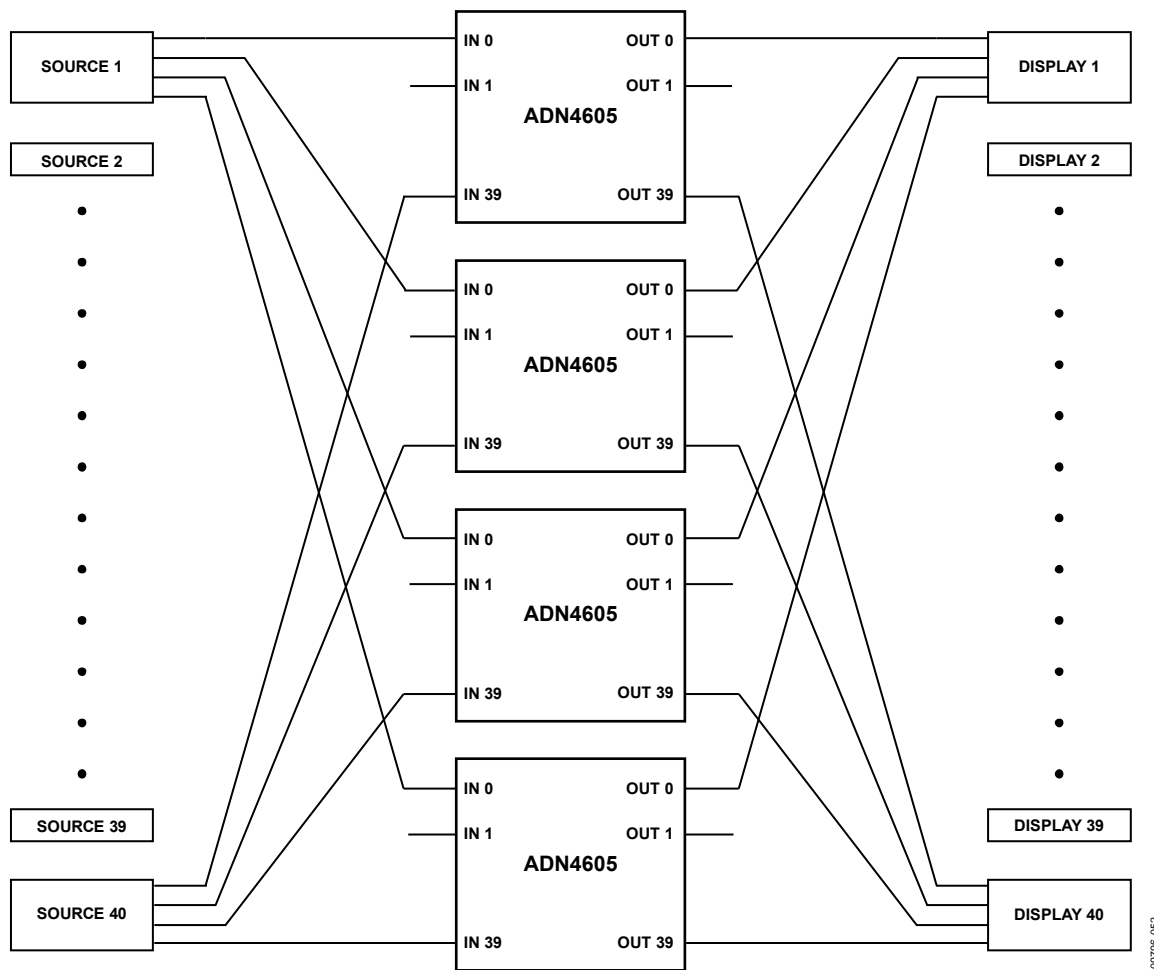 SOURCE 1
SOURCE 2
SOURCE 39
SOURCE 40
IN 0
OUT 0
IN 1
OUT 1
ADN4605
IN 39
OUT 39
IN 0
OUT 0
IN 1
OUT 1
ADN4605
IN 39
OUT 39
IN 0
OUT 0
IN 1
OUT 1
ADN4605
IN 39
OUT 39
IN 0
OUT 0
IN 1
OUT 1
ADN4605
IN 39
OUT 39
DISPLAY 1
DISPLAY 2
DISPLAY 39
DISPLAY 40